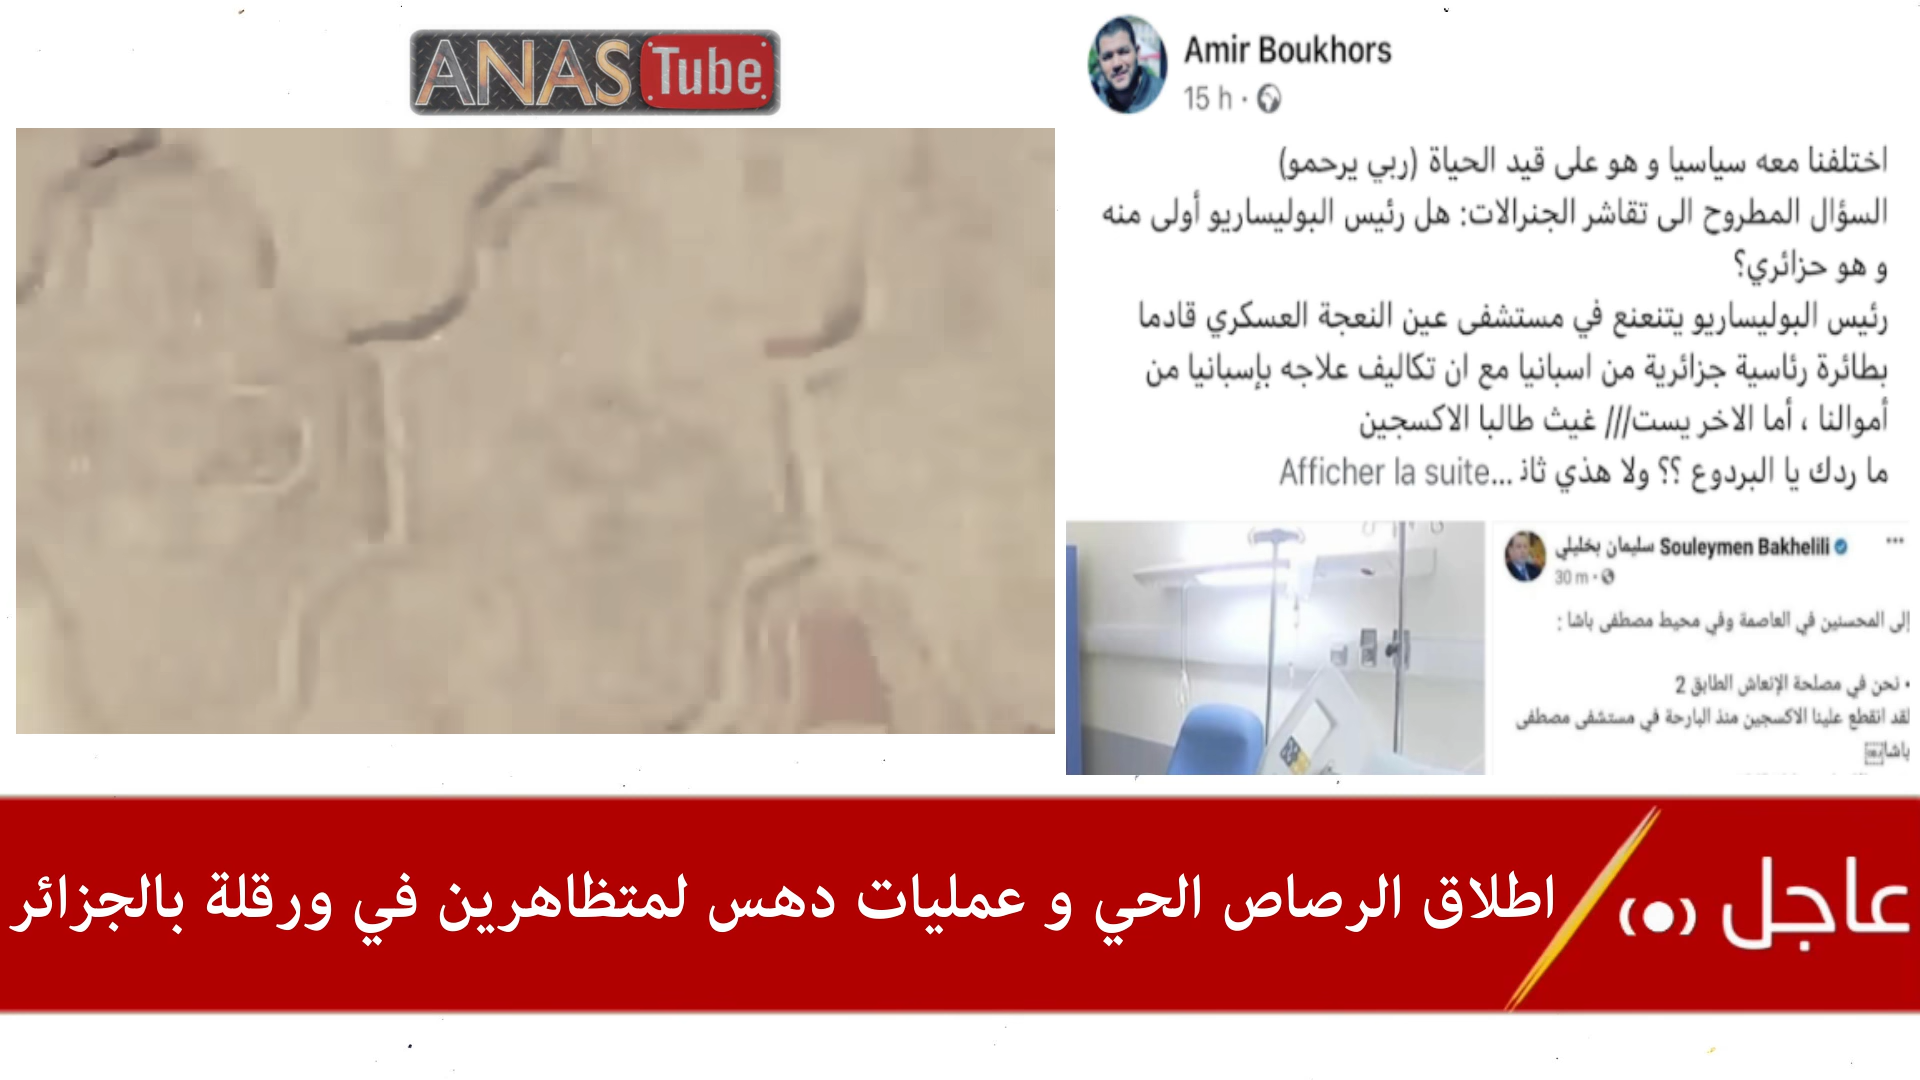 ANAS Tube
Amir Boukhors
15 h ·
اختلفنا معه سياسيا و هو على قيد الحياة (ربي يرحمو)
السؤال المطروح الى تقاشر الجنرالات: هل رئيس البوليساريو أولى منه
و هو حزائري؟
رئيس البوليساريو يتنعنع في مستشفى عين النعجة العسكري قادما
بطائرة رئاسية جزائرية من اسبانيا مع ان تكاليف علاجه بإسبانيا من
أموالنا ، أما الاخر يست/// غيث طالبا الاكسجين
ما ردك يا البردوع ؟؟ ولا هذي ثاذ ...Afficher la suite
سليمان بخليلي Souleymen Bakhelili
30 m ·
إلى المحسنين في العاصمة وفي محيط مصطفى باشا :
• نحن في مصلحة الإنعاش الطابق 2
لقد انقطع علينا الاكسجين منذ البارحة في مستشفى مصطفى
باشا
عاجل
اطلاق الرصاص الحي و عمليات دهس لمتظاهرين في ورقلة بالجزائر